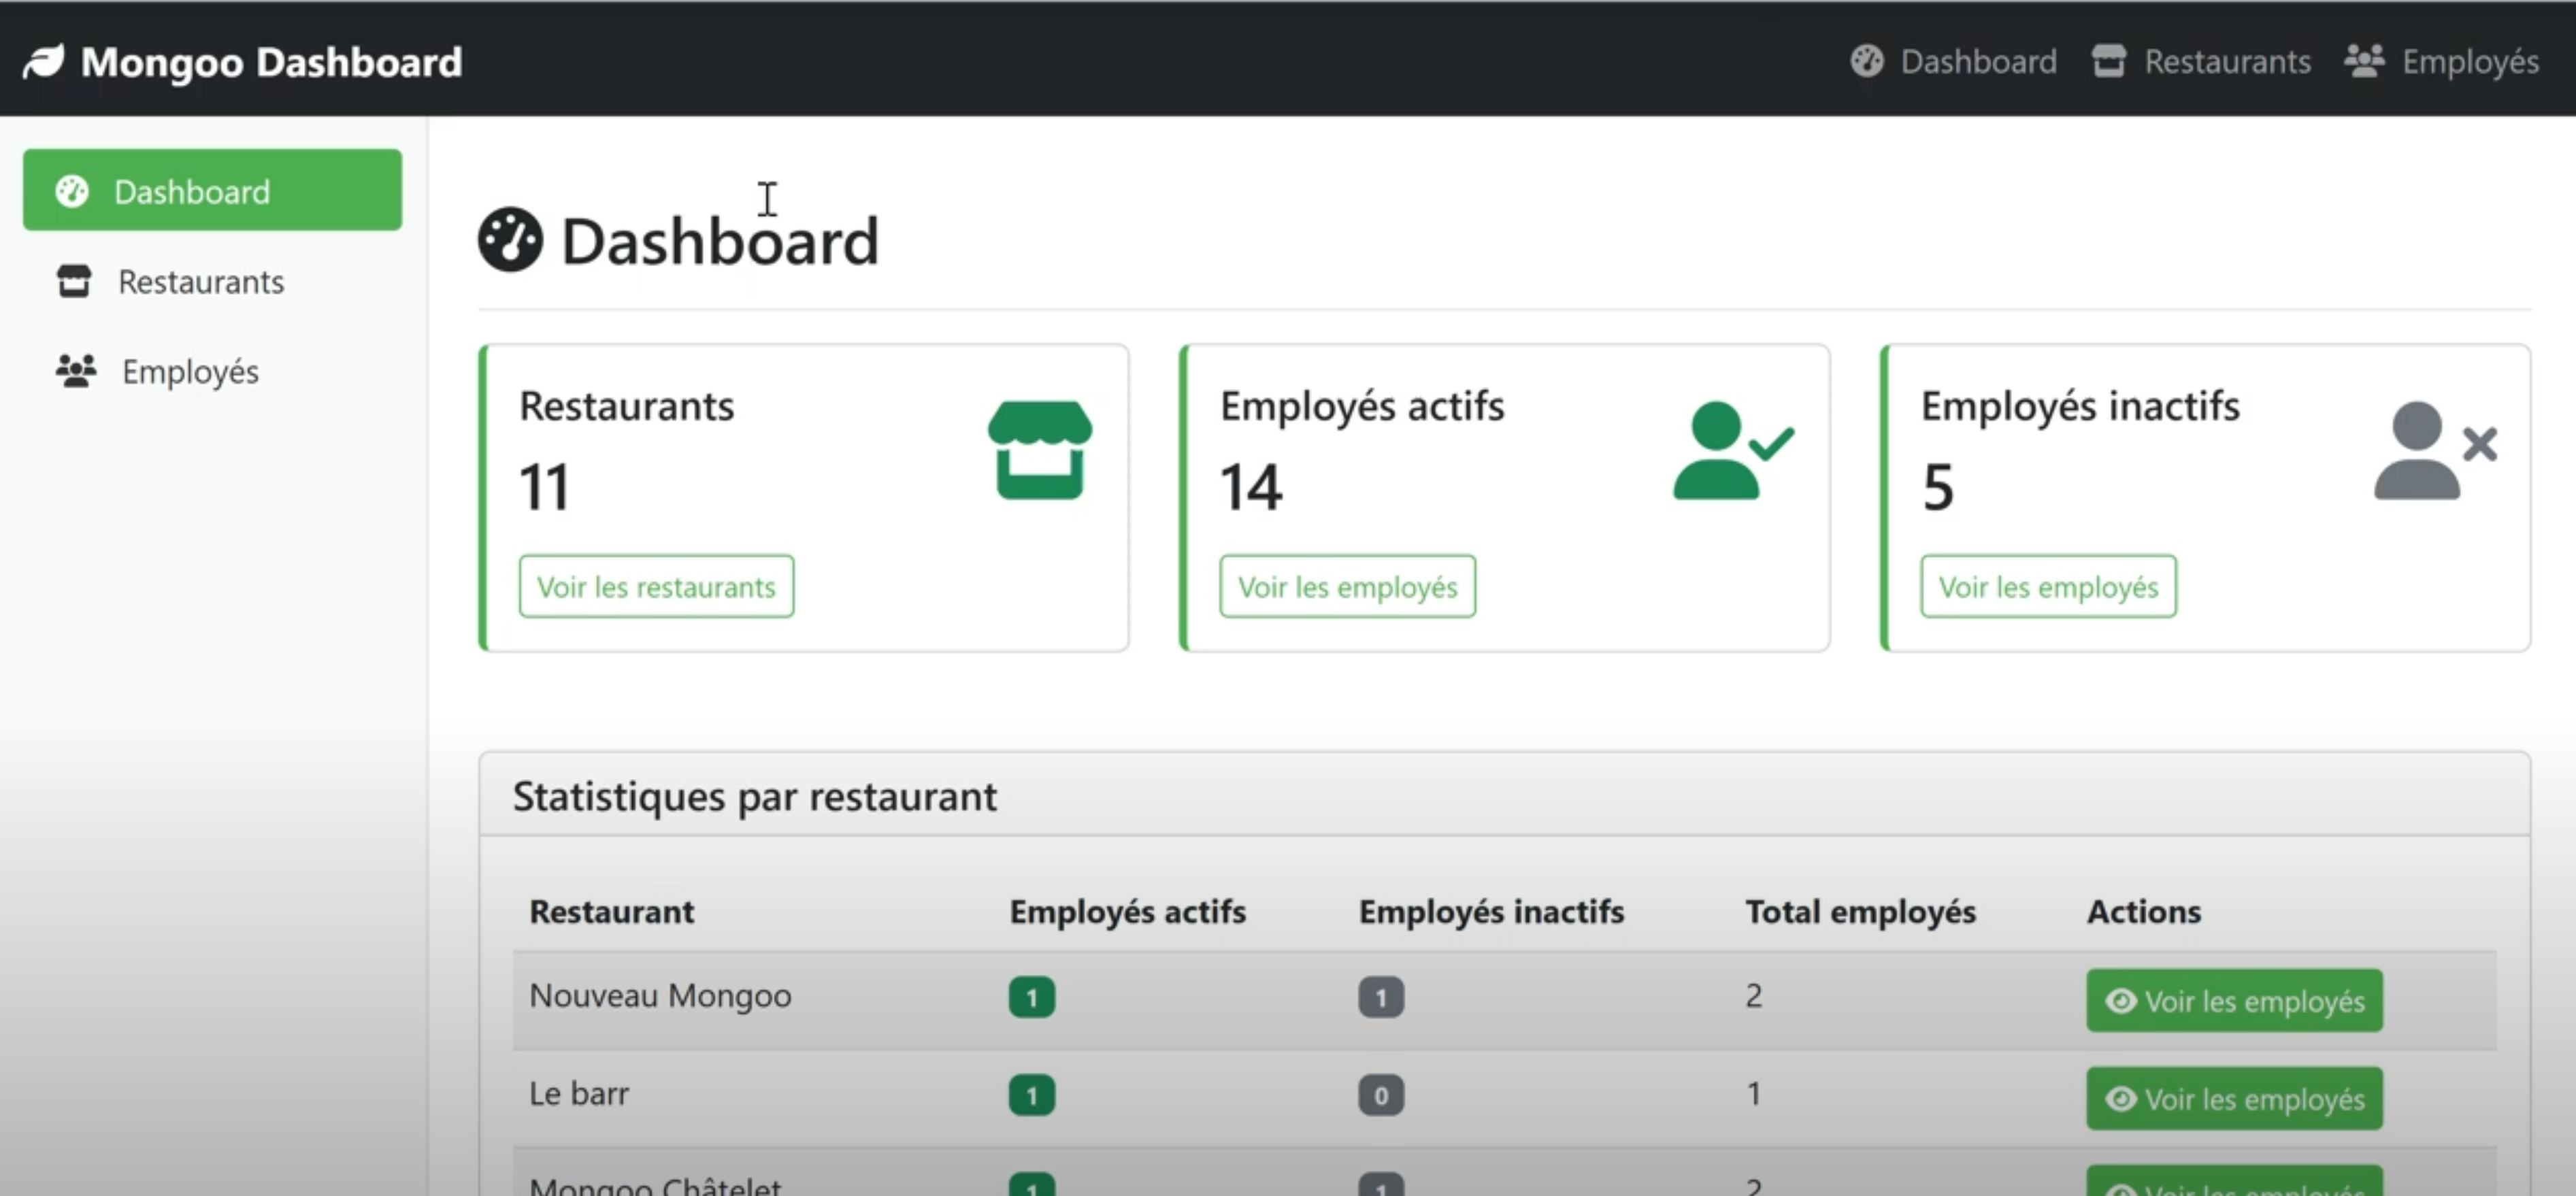 Mongoo Dashboard
Dashboard Restaurants Employés
Dashboard
Restaurants
Employés
Dashboard
Restaurants
11
Voir les restaurants
Employés actifs
14
Voir les employés
Employés inactifs
5
Voir les employés
Statistiques par restaurant
Restaurant Employés actifs Employés inactifs Total employés Actions
Nouveau Mongoo 1 1 2 Voir les employés
Le barr 1 0 1 Voir les employés
Mongoo Châtelet 1 1 2 Voir les employés